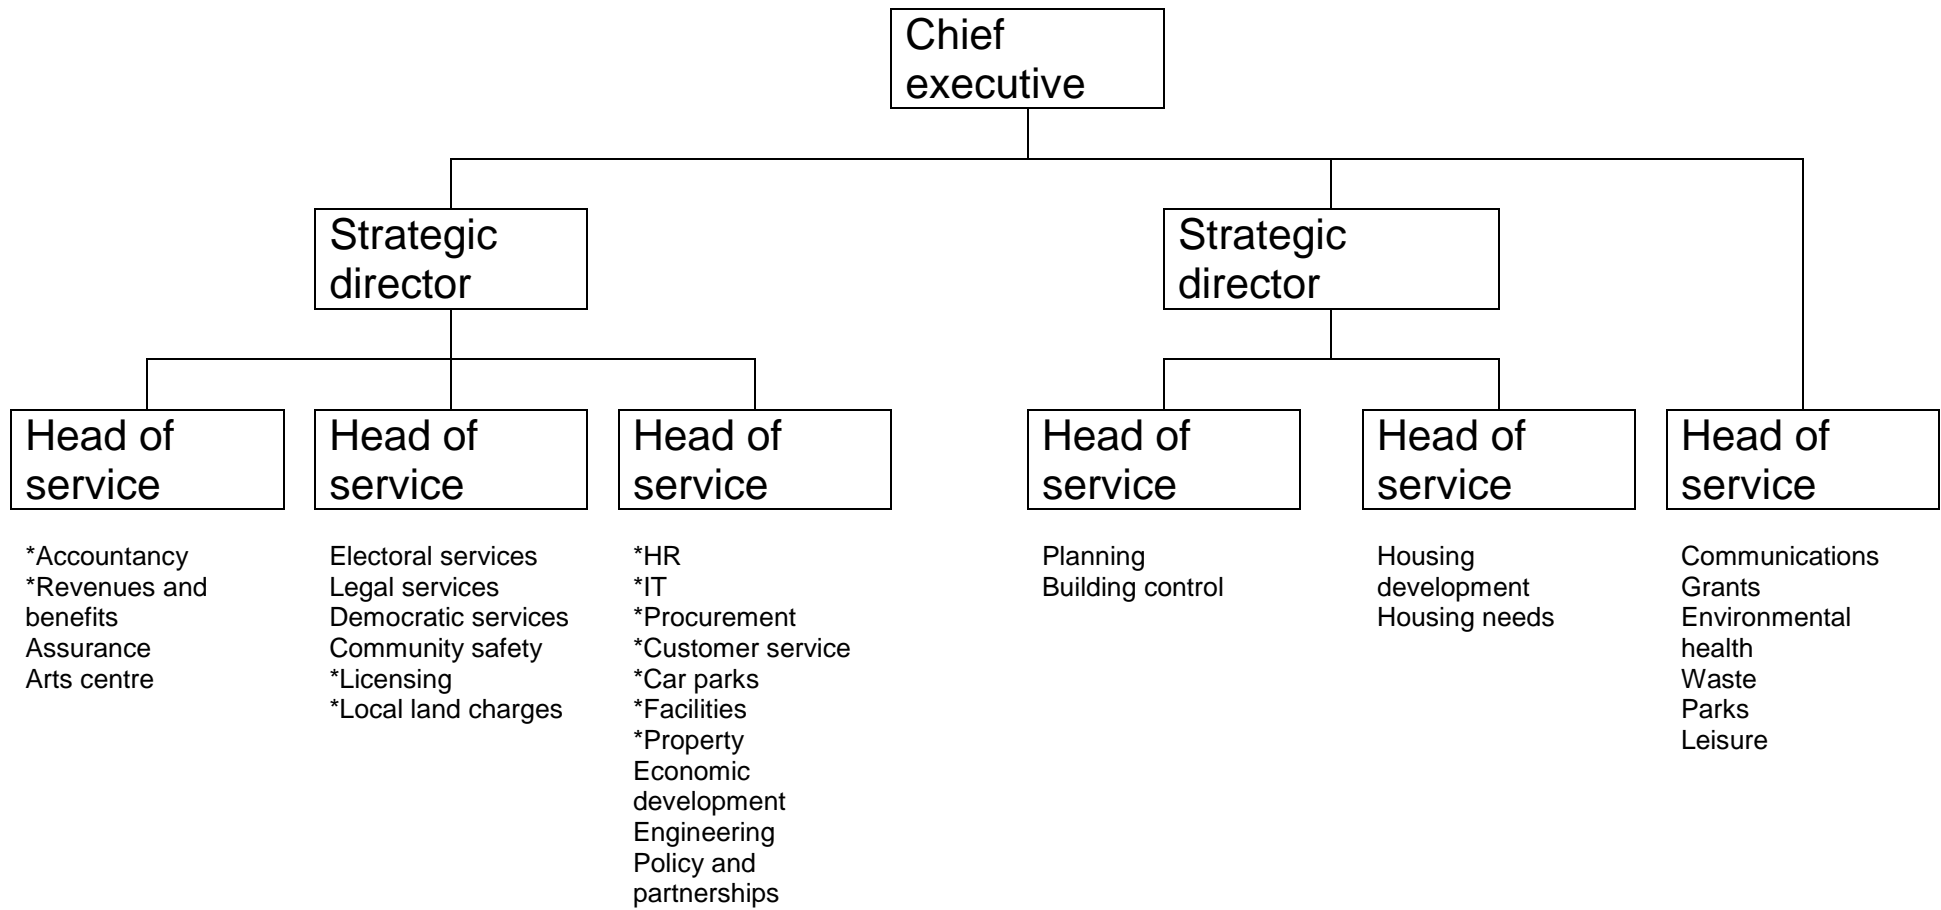 Chief
executive
Strategic
director
Strategic
director
Head of
service
Head of
service
Head of
service
Head of
service
Head of
service
Head of
service
*Accountancy
*Revenues and
benefits
Assurance
Arts centre
Electoral services
Legal services
Democratic services
Community safety
*Licensing
*Local land charges
*HR
*IT
*Procurement
*Customer service
*Car parks
*Facilities
*Property
Economic
development
Engineering
Policy and
partnerships
Planning
Building control
Housing
development
Housing needs
Communications
Grants
Environmental
health
Waste
Parks
Leisure